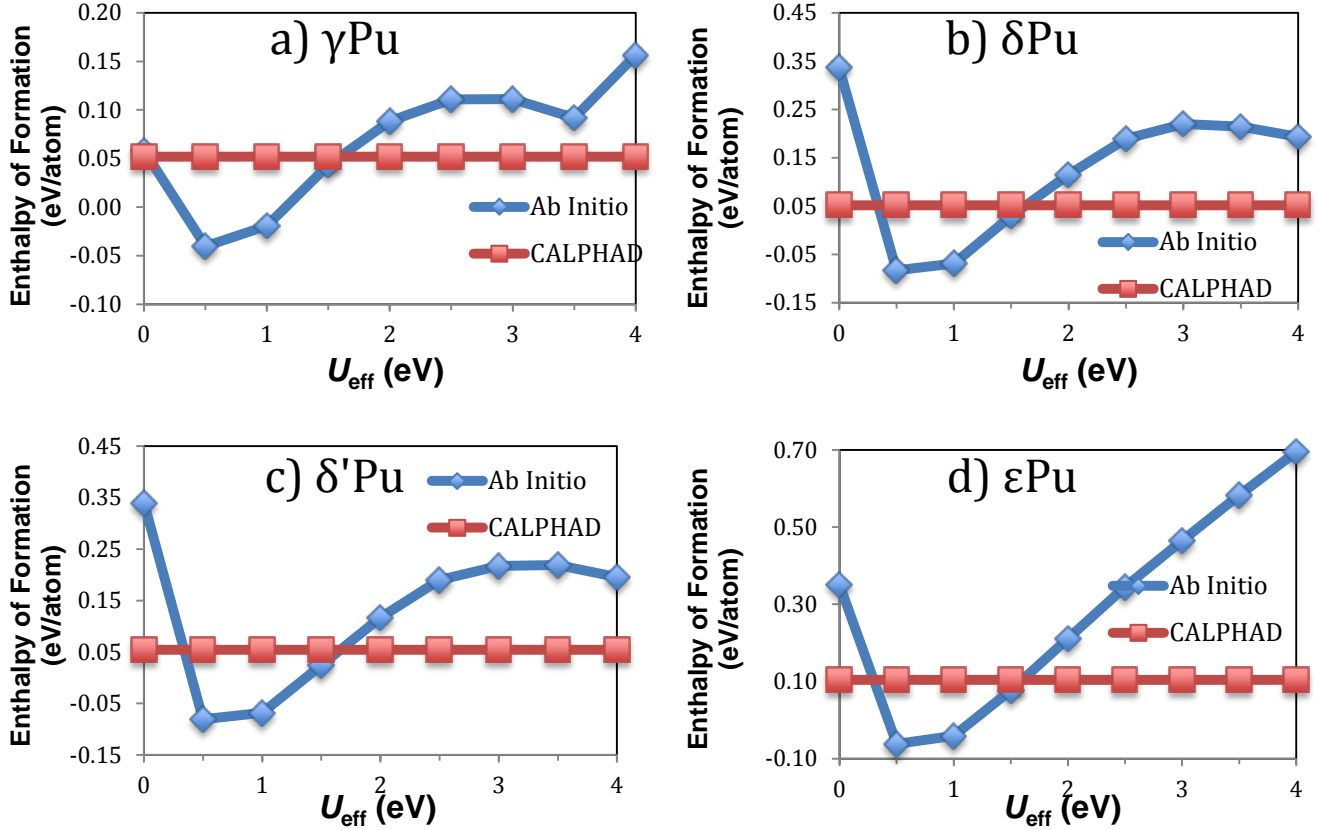 a) γPu
Enthalpy of Formation
(eV/atom)
0.20
0.15
0.10
0.05
0.00
-0.05
-0.10
Ab Initio
CALPHAD
0 1 2 3 4
Ueff (eV)
b) δPu
Enthalpy of Formation
(eV/atom)
0.45
0.35
0.25
0.15
0.05
-0.05
-0.15
Ab Initio
CALPHAD
0 1 2 3 4
Ueff (eV)
c) δ'Pu
Enthalpy of Formation
(eV/atom)
0.45
0.35
0.25
0.15
0.05
-0.05
-0.15
Ab Initio
CALPHAD
0 1 2 3 4
Ueff (eV)
d) εPu
Enthalpy of Formation
(eV/atom)
0.70
0.50
0.30
0.10
-0.10
Ab Initio
CALPHAD
0 1 2 3 4
Ueff (eV)